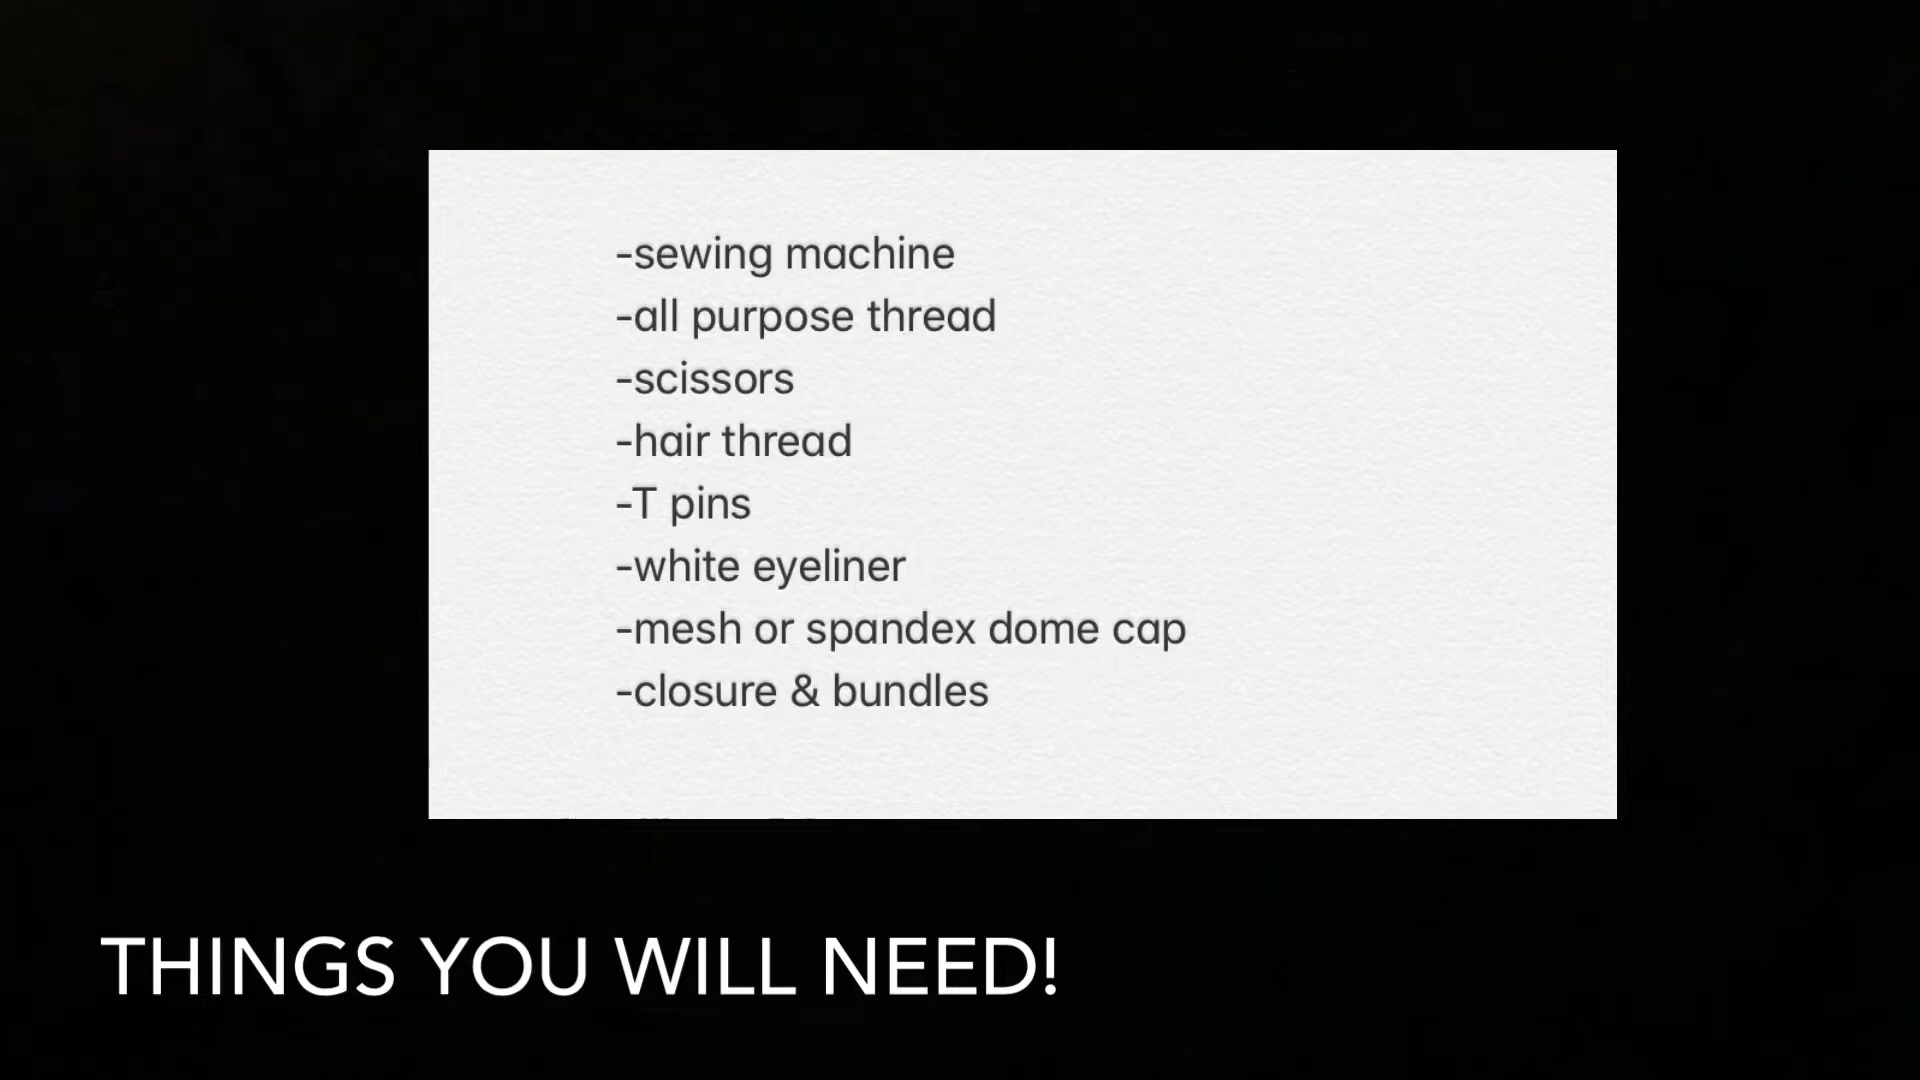 -sewing machine
-all purpose thread
-scissors
-hair thread
-T pins
-white eyeliner
-mesh or spandex dome cap
-closure & bundles
THINGS YOU WILL NEED!